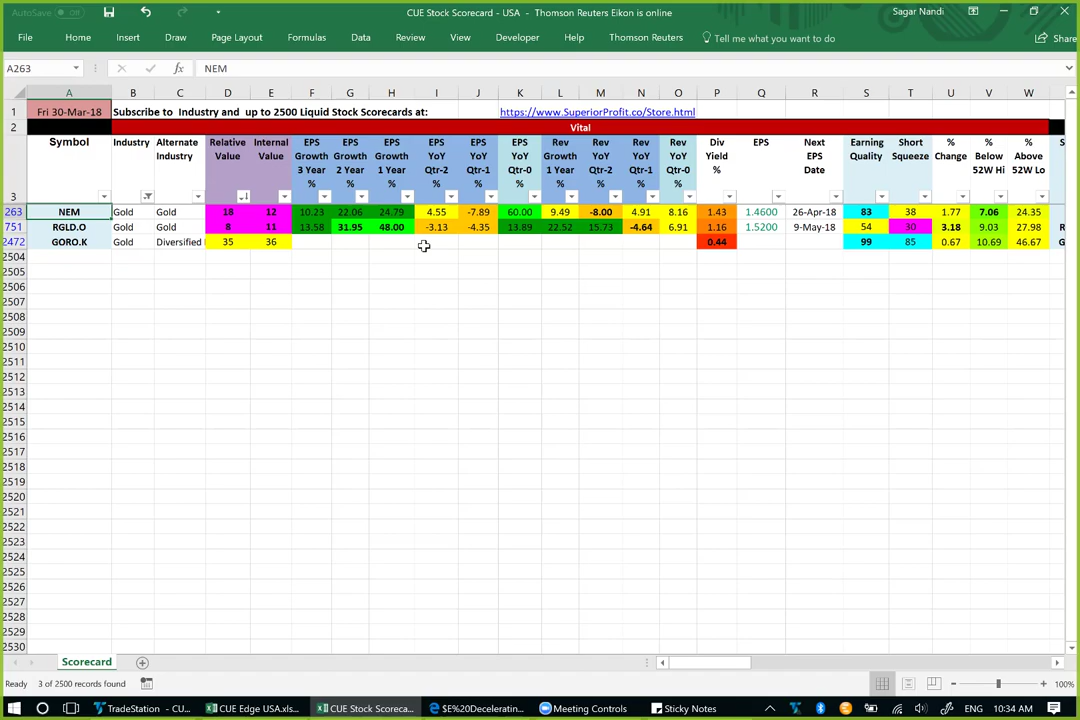 AutoSave Off CUE Stock Scorecard - USA - Thomson Reuters Eikon is online Sagar Nandi
File Home Insert Draw Page Layout Formulas Data Review View Developer Help Thomson Reuters Tell me what you want to do Share
A263 fx NEM
A B C D E F G H I J K L M N O P Q R S T U V W
1 Fri 30-Mar-18 Subscribe to Industry and up to 2500 Liquid Stock Scorecards at: https://www.SuperiorProfit.co/Store.html
2 Vital
Symbol Industry Alternate Relative Internal EPS EPS EPS EPS EPS EPS Rev Rev Rev Rev Div EPS Next Earning Short % % % S
Industry Value Value Growth Growth Growth YoY YoY YoY Growth YoY YoY YoY Yield EPS Quality Squeeze Change Below Above
3 Year 2 Year 1 Year Qtr-2 Qtr-1 Qtr-0 1 Year Qtr-2 Qtr-1 Qtr-0 % Date 52W Hi 52W Lo
3 % % % % % % % % % %
263 NEM Gold Gold 18 12 10.23 22.06 24.79 4.55 -7.89 60.00 9.49 -8.00 4.91 8.16 1.43 1.4600 26-Apr-18 83 38 1.77 7.06 24.35
751 RGLD.O Gold Gold 8 11 13.58 31.95 48.00 -3.13 -4.35 13.89 22.52 15.73 -4.64 6.91 1.16 1.5200 9-May-18 54 30 3.18 9.03 27.98 R
2472 GORO.K Gold Diversified 35 36 0.44 99 85 0.67 10.69 46.67 G
2504
2505
2506
2507
2508
2509
2510
2511
2512
2513
2514
2515
2516
2517
2518
2519
2520
2521
2522
2523
2524
2525
2526
2527
2528
2529
2530
Scorecard
Ready 3 of 2500 records found 100%
TradeStation - CU... CUE Edge USA.xls... CUE Stock Scoreca... $E%20Deceleratin... Meeting Controls Sticky Notes ENG 10:34 AM